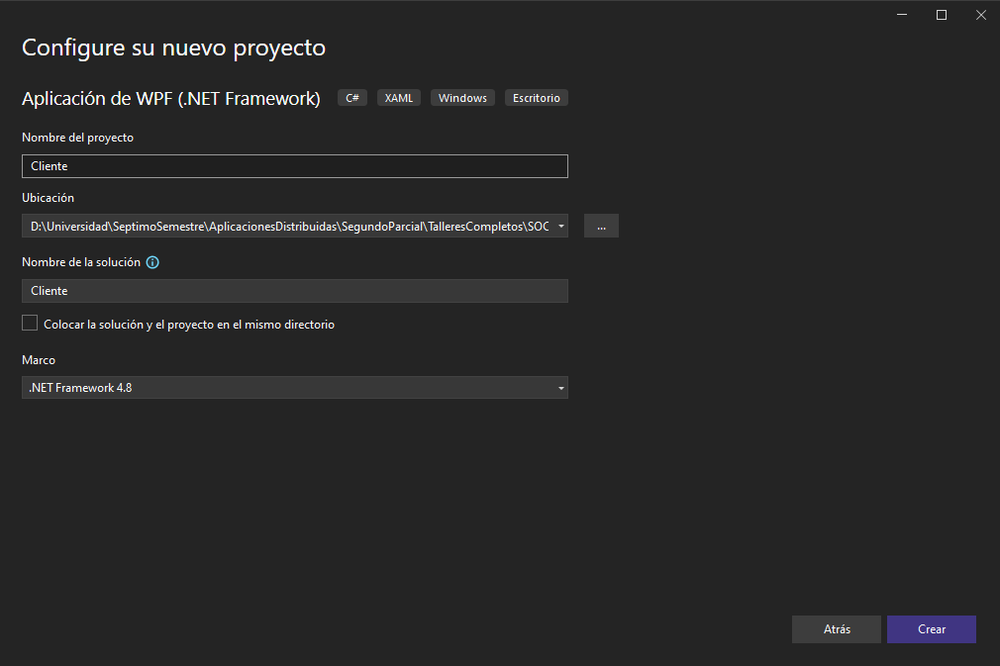 Configure su nuevo proyecto
Aplicación de WPF (.NET Framework) C# XAML Windows Escritorio
Nombre del proyecto
Cliente
Ubicación
D:\Universidad\SeptimoSemestre\AplicacionesDistribuidas\SegundoParcial\TalleresCompletos\SOC ...
Nombre de la solución
Cliente
Colocar la solución y el proyecto en el mismo directorio
Marco
.NET Framework 4.8
Atrás Crear